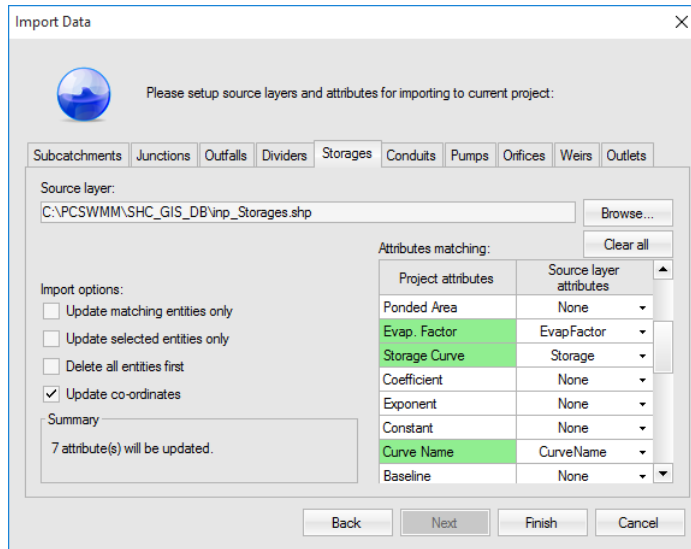 Import Data
Please setup source layers and attributes for importing to current project:
Subcatchments Junctions Outfalls Dividers Storages Conduits Pumps Orifices Weirs Outlets
Source layer:
C:\PCSWMM\SHC_GIS_DB\inp_Storages.shp Browse...
Attributes matching: Clear all
Project attributes Source layer attributes
Import options:
Ponded Area None
Update matching entities only
Evap. Factor EvapFactor
Update selected entities only
Storage Curve Storage
Delete all entities first
Coefficient None
Update co-ordinates
Exponent None
Summary
Constant None
7 attribute(s) will be updated.
Curve Name CurveName
Baseline None
Back Next Finish Cancel